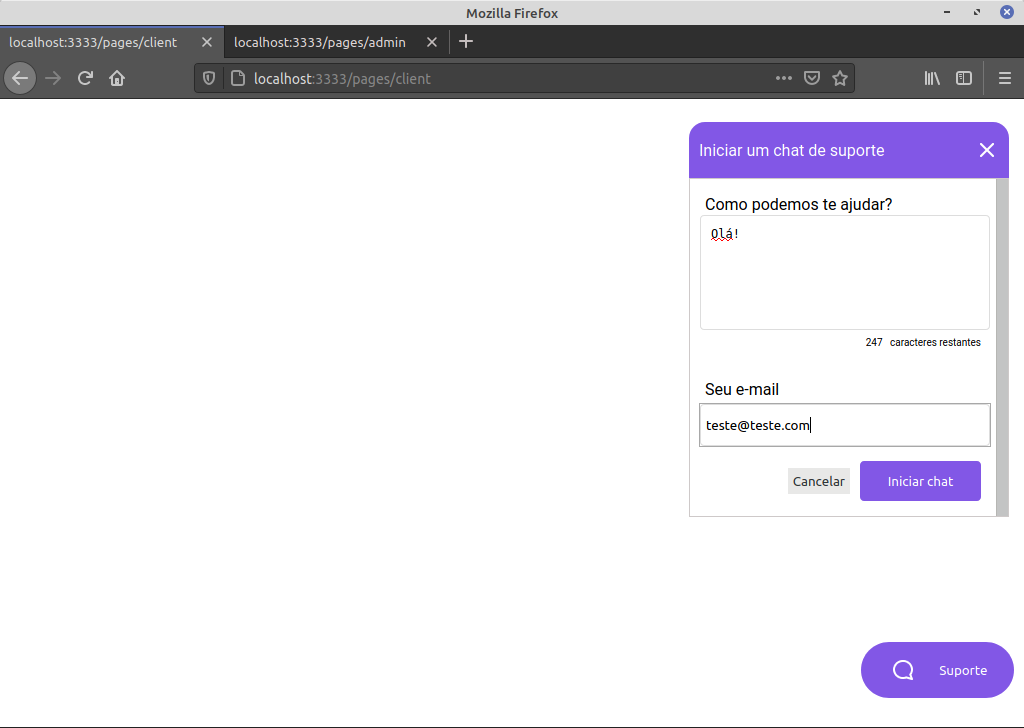 Mozilla Firefox
localhost:3333/pages/client
localhost:3333/pages/admin
localhost:3333/pages/client
Iniciar um chat de suporte
Como podemos te ajudar?
Olá!
247 caracteres restantes
Seu e-mail
teste@teste.com
Cancelar
Iniciar chat
Suporte